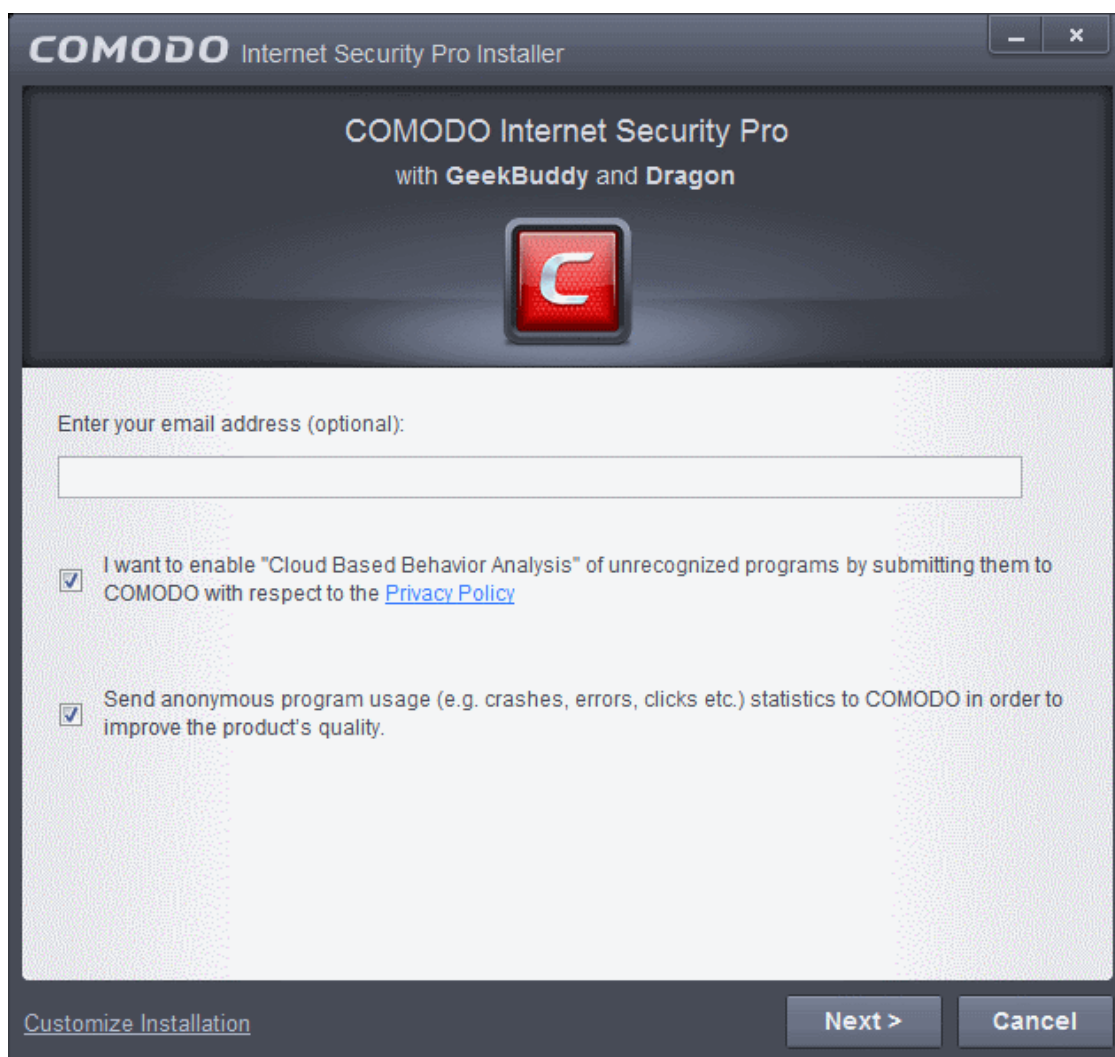 COMODO Internet Security Pro Installer
COMODO Internet Security Pro
with GeekBuddy and Dragon
C
Enter your email address (optional):
I want to enable "Cloud Based Behavior Analysis" of unrecognized programs by submitting them to
COMODO with respect to the Privacy Policy
Send anonymous program usage (e.g. crashes, errors, clicks etc.) statistics to COMODO in order to
improve the product's quality.
Customize Installation
Next >
Cancel